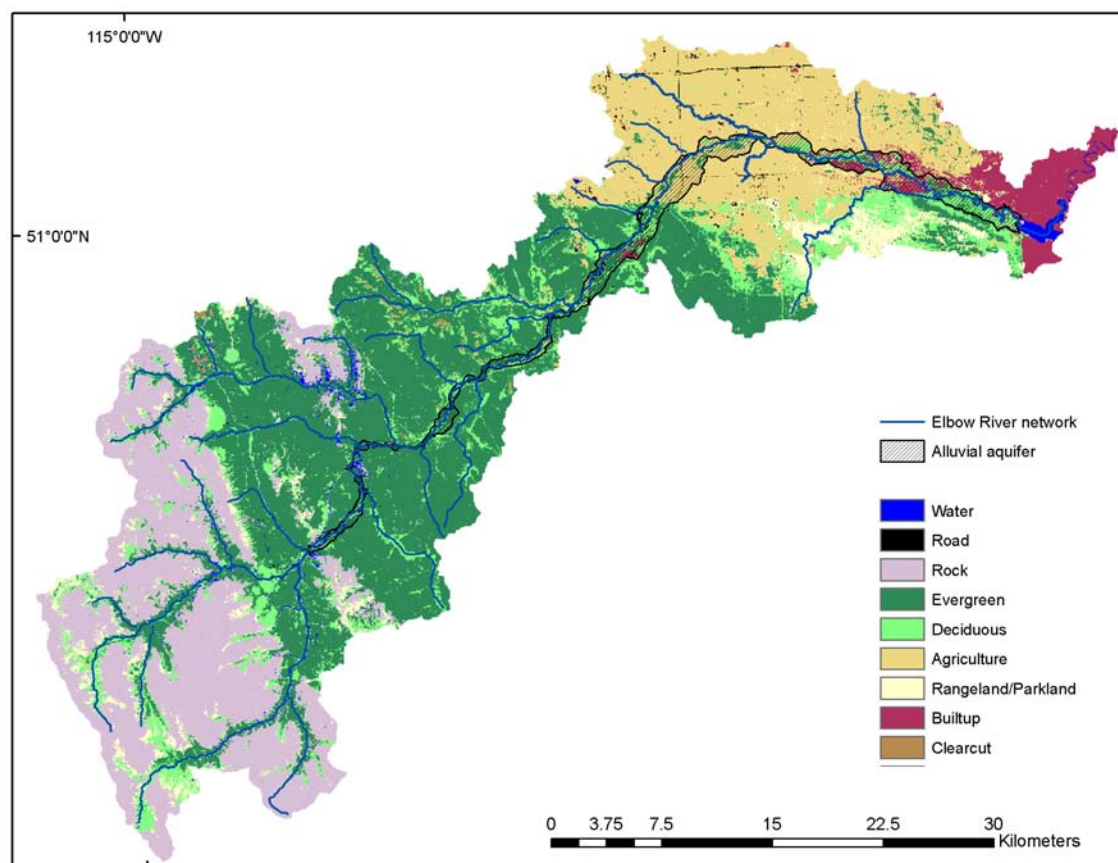 115°0'0"W
51°0'0"N
Elbow River network
Alluvial aquifer
Water
Road
Rock
Evergreen
Deciduous
Agriculture
Rangeland/Parkland
Builtup
Clearcut
0 3.75 7.5 15 22.5 30
Kilometers